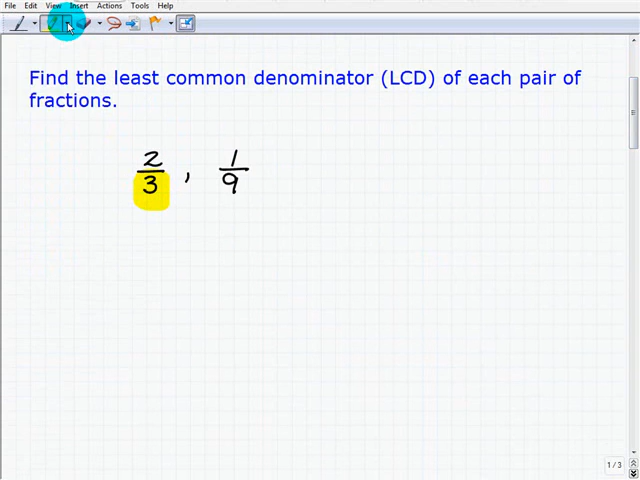 File Edit View Insert Actions Tools Help
Find the least common denominator (LCD) of each pair of
fractions.
2/3 , 1/9
1 / 3